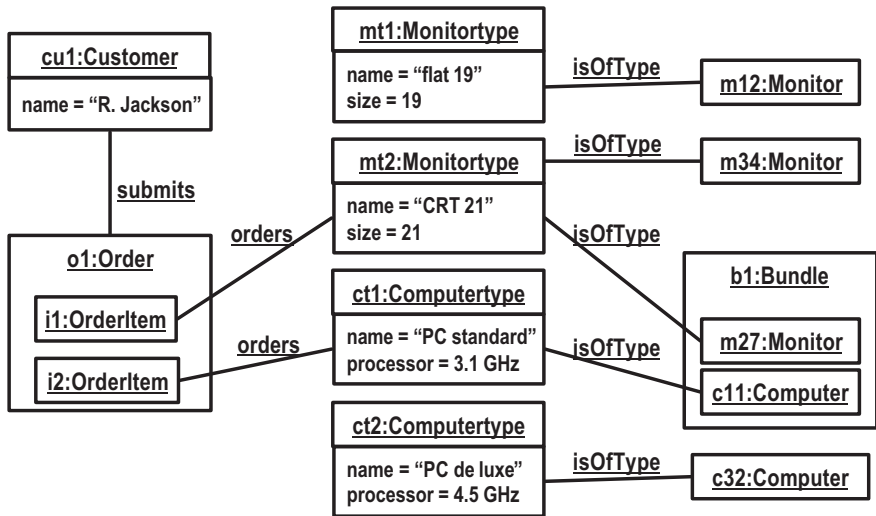 cu1:Customer
name = “R. Jackson”
submits
o1:Order
i1:OrderItem
i2:OrderItem
orders
orders
mt1:Monitortype
name = “flat 19”
size = 19
mt2:Monitortype
name = “CRT 21”
size = 21
ct1:Computertype
name = “PC standard”
processor = 3.1 GHz
ct2:Computertype
name = “PC de luxe”
processor = 4.5 GHz
isOfType
isOfType
isOfType
isOfType
isOfType
m12:Monitor
m34:Monitor
b1:Bundle
m27:Monitor
c11:Computer
c32:Computer